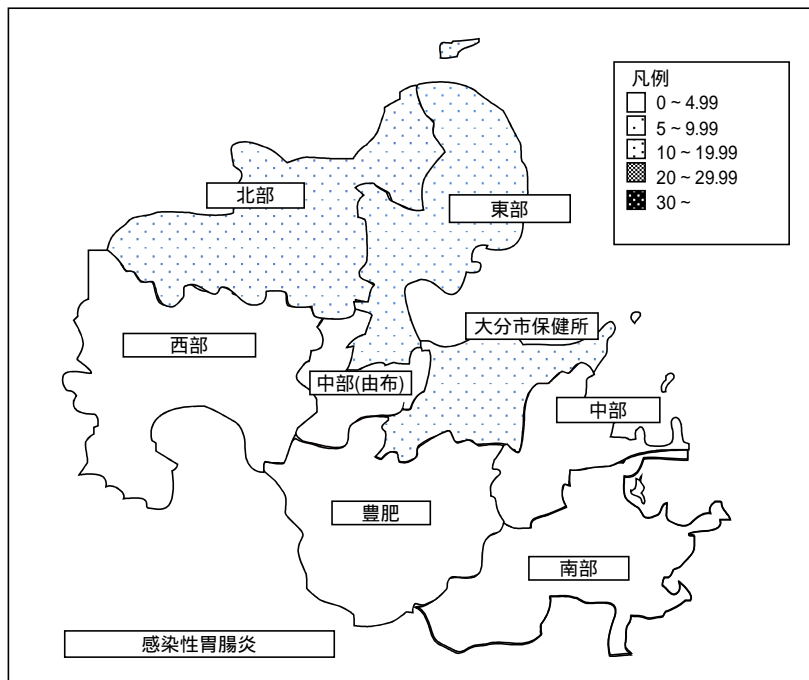 凡例
0 ~ 4.99
5 ~ 9.99
10 ~ 19.99
20 ~ 29.99
30 ~
北部
東部
大分市保健所
西部
中部(由布)
中部
豊肥
南部
感染性胃腸炎